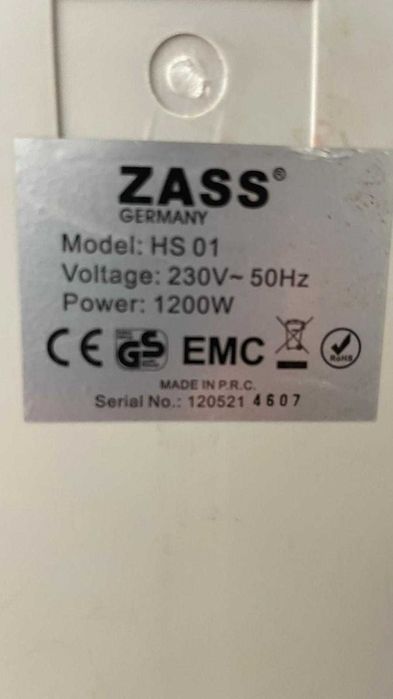 ZASS®
GERMANY
Model: HS 01
Voltage: 230V~ 50Hz
Power: 1200W
CE GS EMC RoHS
MADE IN P.R.C.
Serial No.: 120521 4607